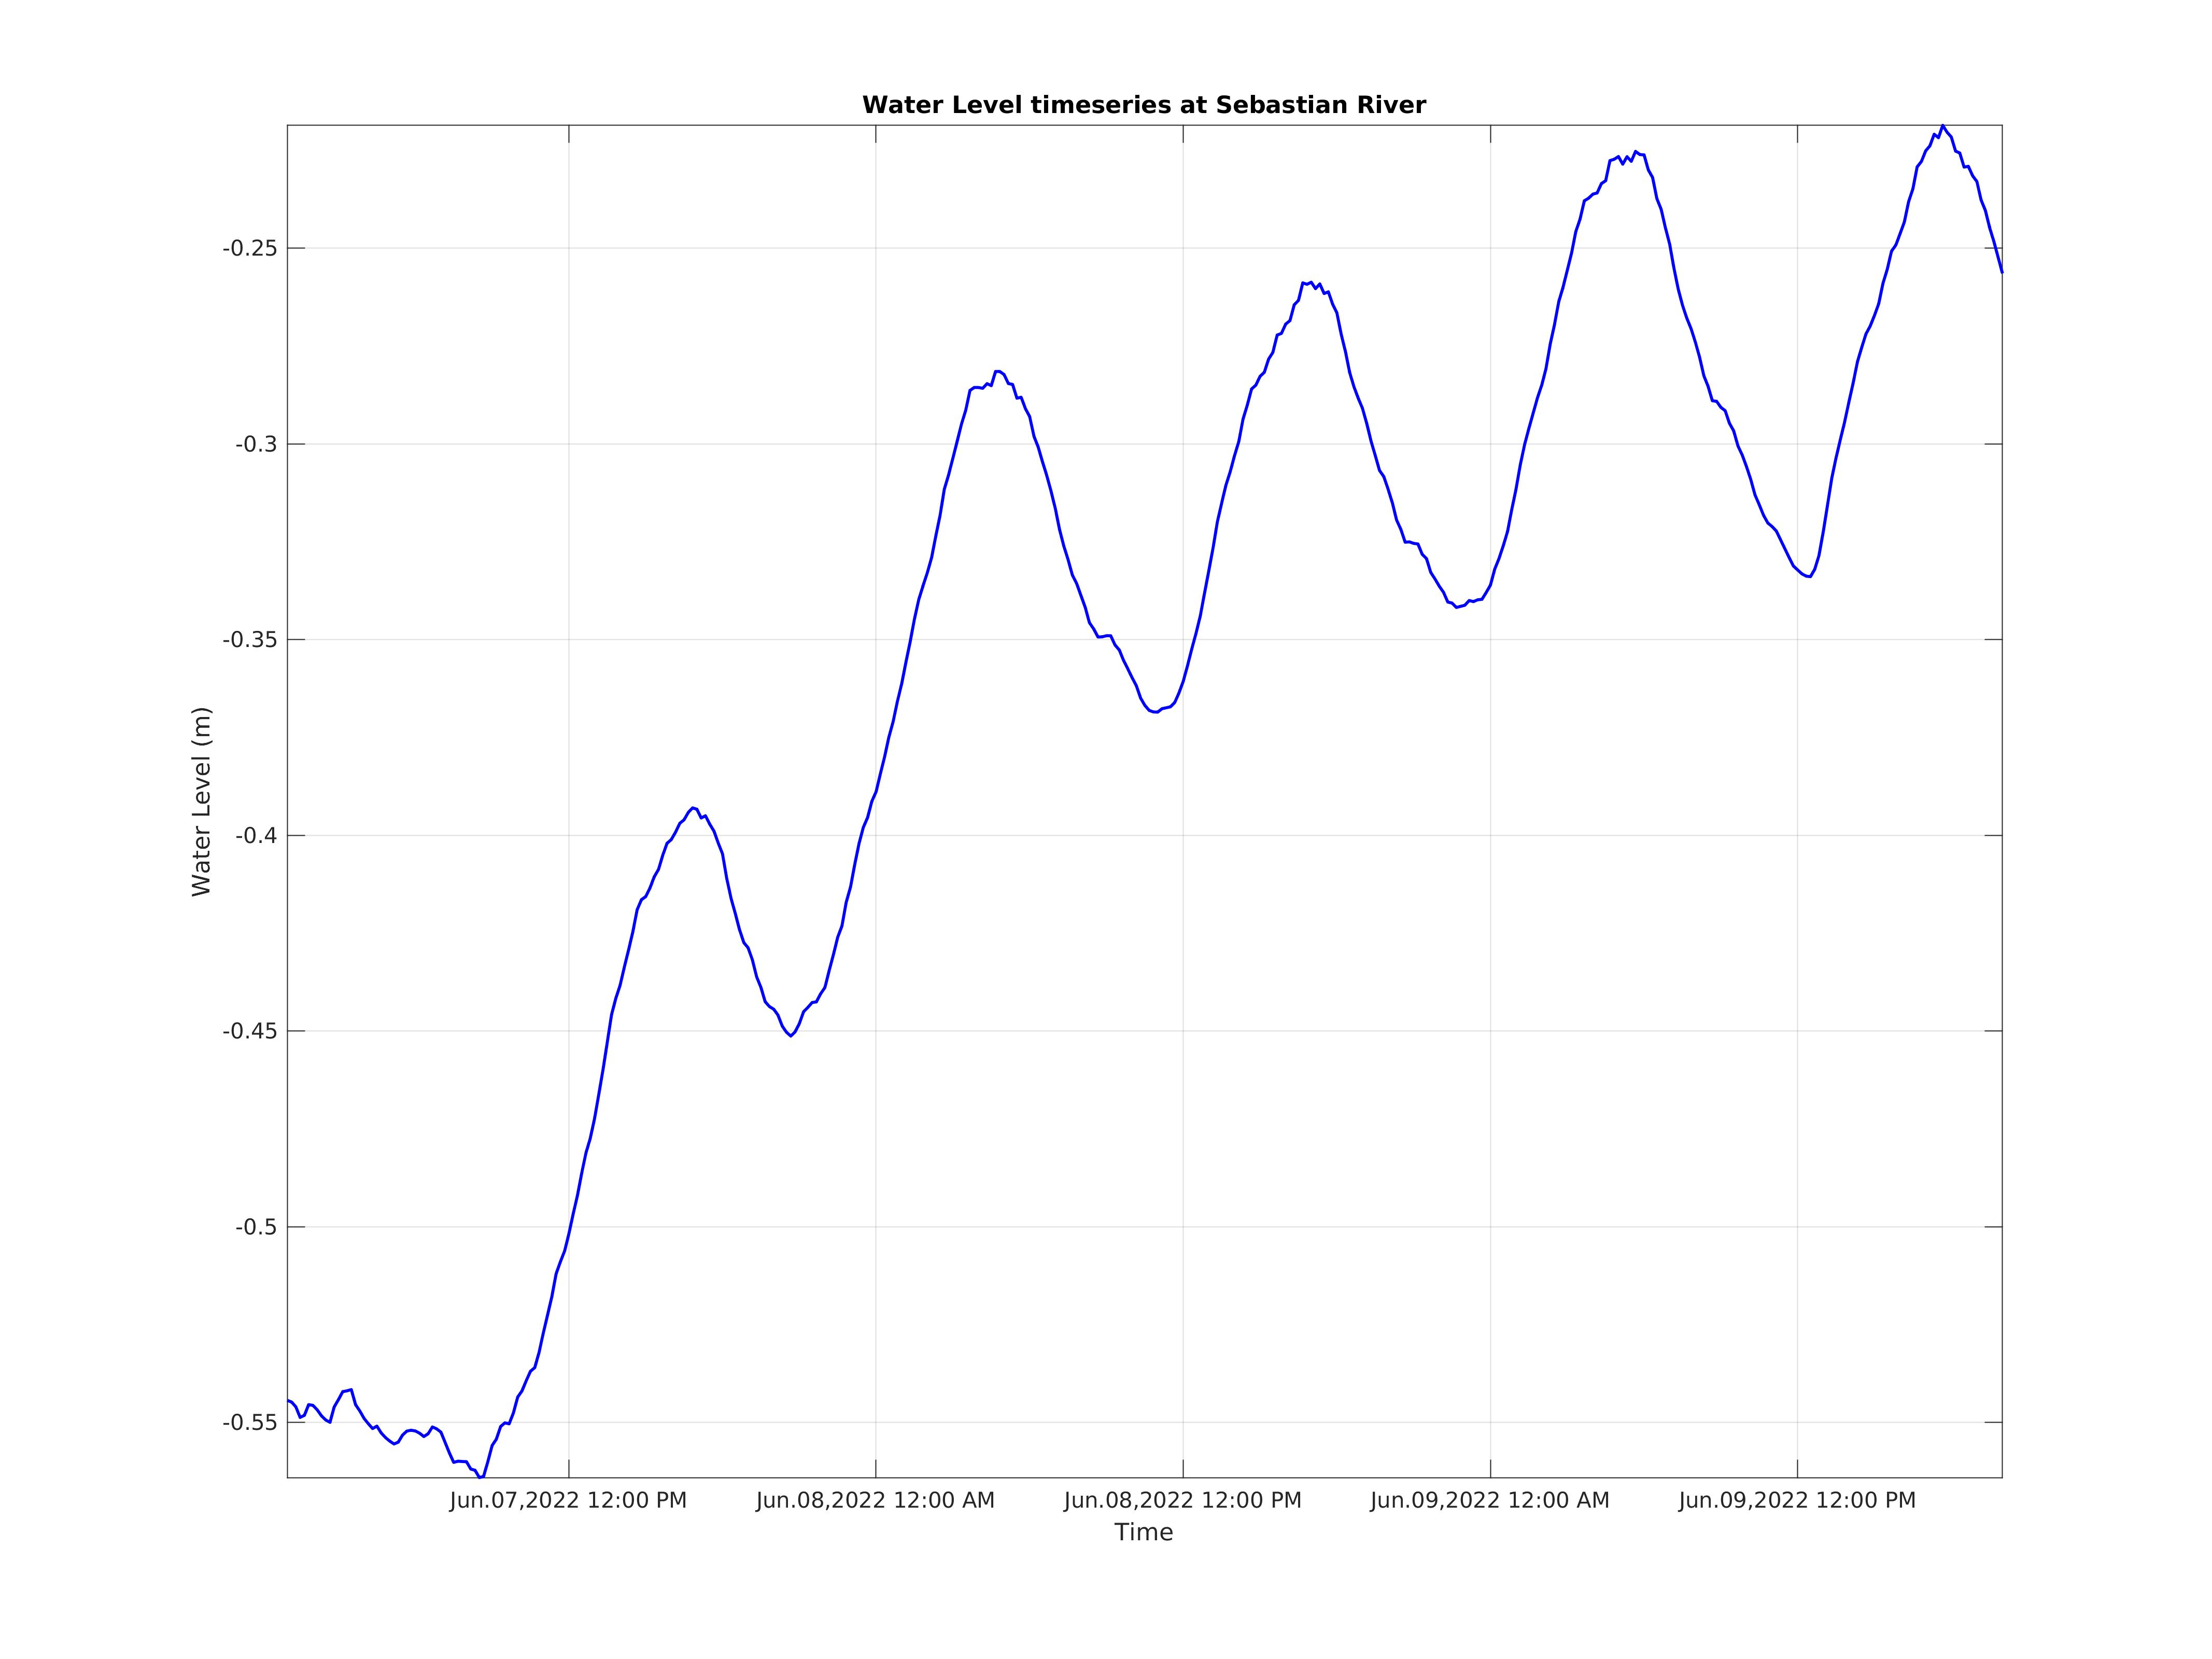 Water Level timeseries at Sebastian River
-0.25
-0.3
-0.35
-0.4
-0.45
-0.5
-0.55
Water Level (m)
Jun.07,2022 12:00 PM
Jun.08,2022 12:00 AM
Jun.08,2022 12:00 PM
Jun.09,2022 12:00 AM
Jun.09,2022 12:00 PM
Time